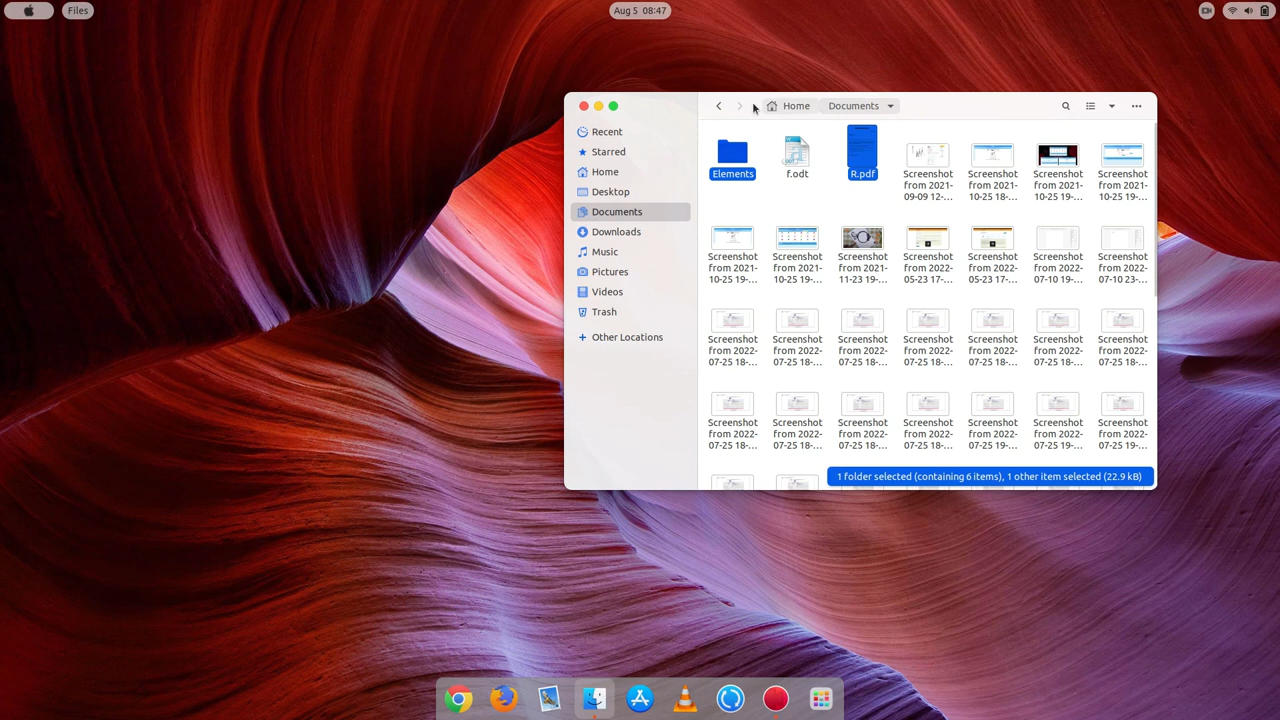 Files
Aug 5 08:47
Home
Documents
Recent
Starred
Home
Desktop
Documents
Downloads
Music
Pictures
Videos
Trash
Other Locations
Elements
f.odt
R.pdf
Screenshot
from 2021-
09-09 12-…
Screenshot
from 2021-
10-25 18-…
Screenshot
from 2021-
10-25 19-…
Screenshot
from 2021-
10-25 19-…
Screenshot
from 2021-
10-25 19-…
Screenshot
from 2021-
10-25 19-…
Screenshot
from 2021-
11-23 19-…
Screenshot
from 2022-
05-23 17-…
Screenshot
from 2022-
05-23 17-…
Screenshot
from 2022-
07-10 19-…
Screenshot
from 2022-
07-10 23-…
Screenshot
from 2022-
07-25 18-…
Screenshot
from 2022-
07-25 18-…
Screenshot
from 2022-
07-25 18-…
Screenshot
from 2022-
07-25 18-…
Screenshot
from 2022-
07-25 18-…
Screenshot
from 2022-
07-25 18-…
Screenshot
from 2022-
07-25 18-…
Screenshot
from 2022-
07-25 18-…
Screenshot
from 2022-
07-25 18-…
Screenshot
from 2022-
07-25 18-…
Screenshot
from 2022-
07-25 19-…
Screenshot
from 2022-
07-25 19-…
Screenshot
from 2022-
07-25 19-…
Screenshot
from 2022-
07-25 19-…
1 folder selected (containing 6 items), 1 other item selected (22.9 kB)